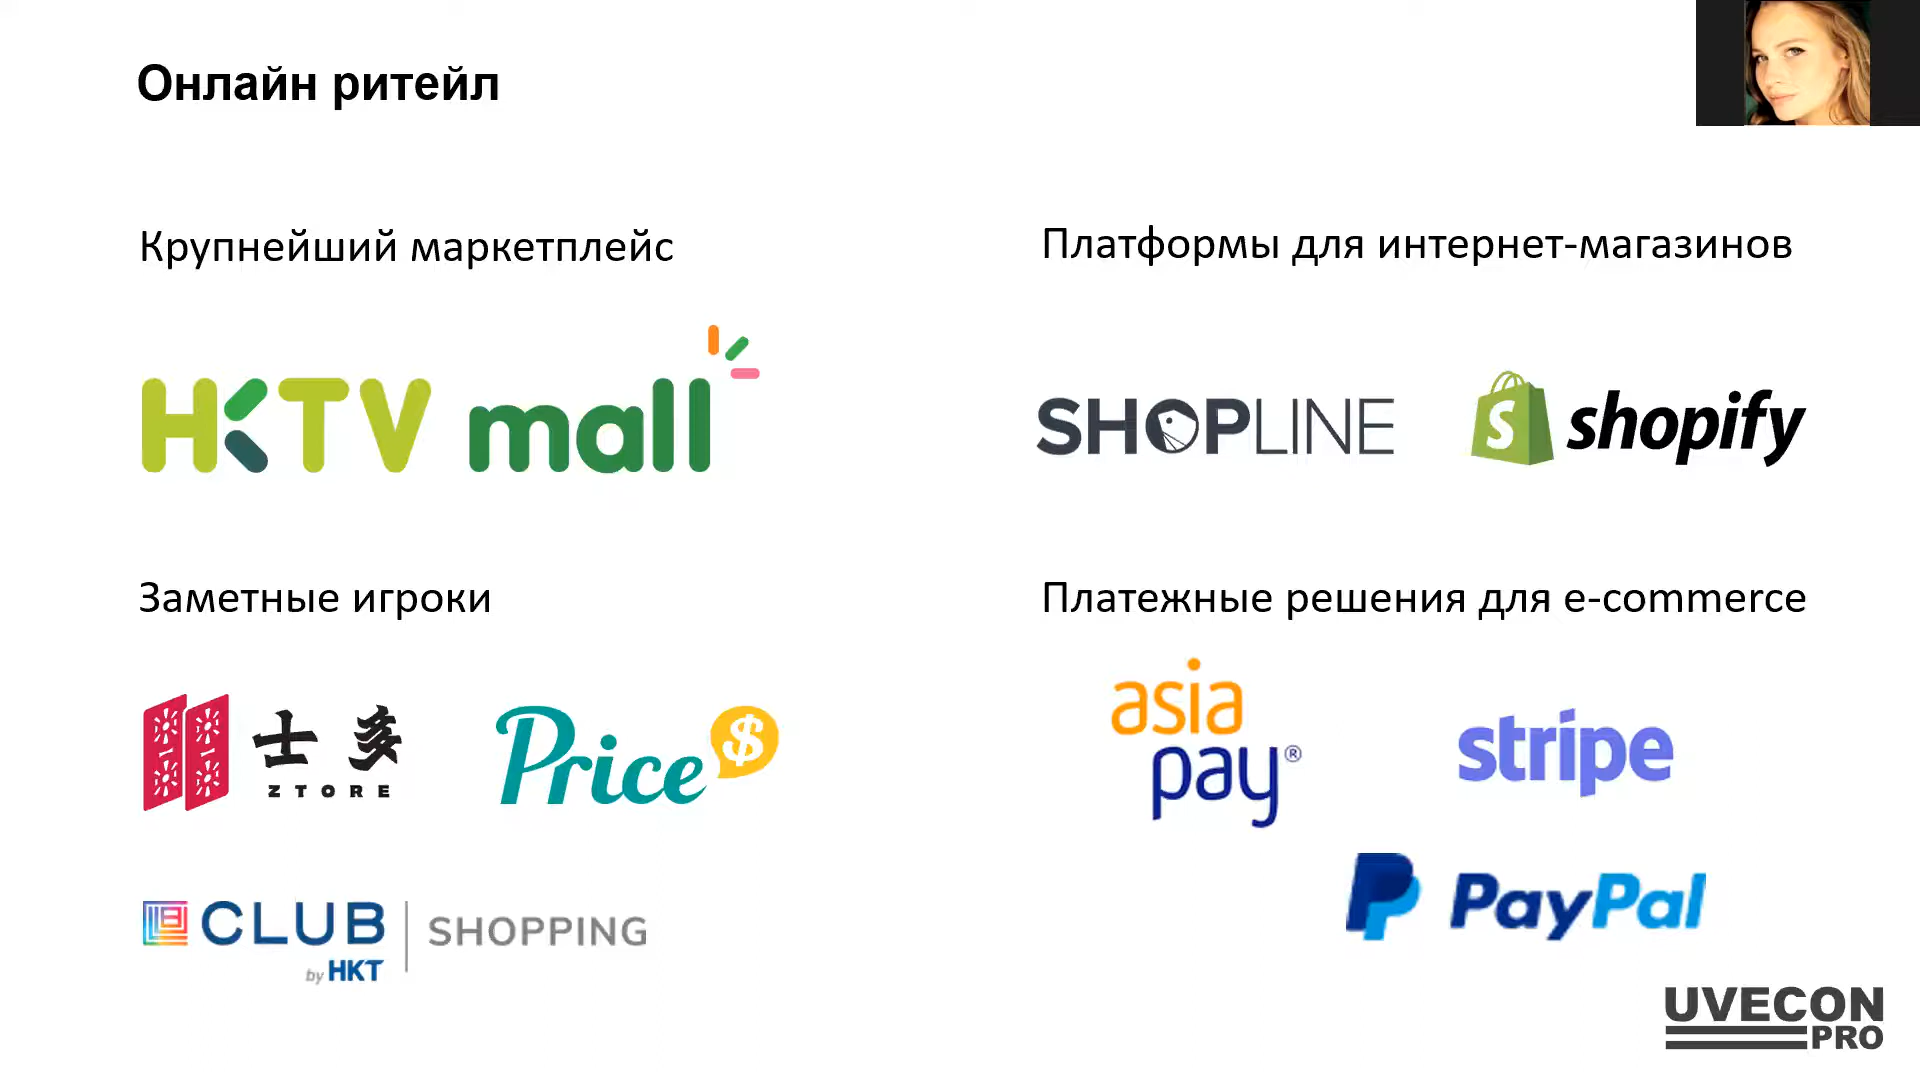 Онлайн ритейл
Крупнейший маркетплейс
HKTV mall
Платформы для интернет-магазинов
SHOPLINE
shopify
Заметные игроки
士多
ZTORE
Price $
CLUB
by HKT
SHOPPING
Платежные решения для e-commerce
asia
pay®
stripe
PayPal
UVECON
PRO